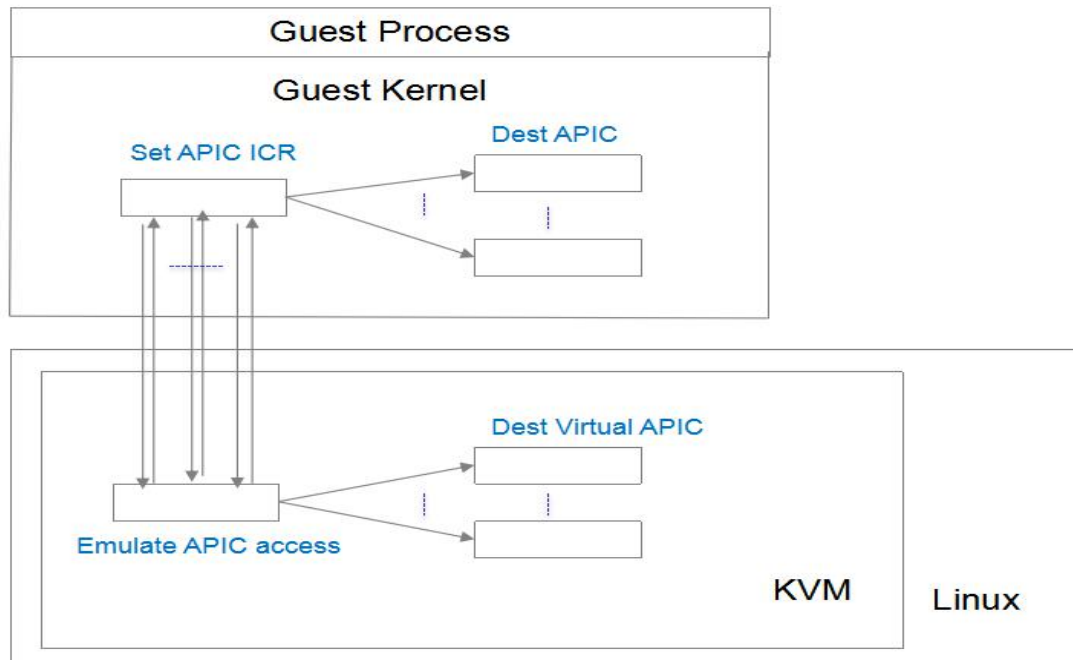 Guest Process
Guest Kernel
Dest APIC
Set APIC ICR
Dest Virtual APIC
Emulate APIC access
KVM
Linux